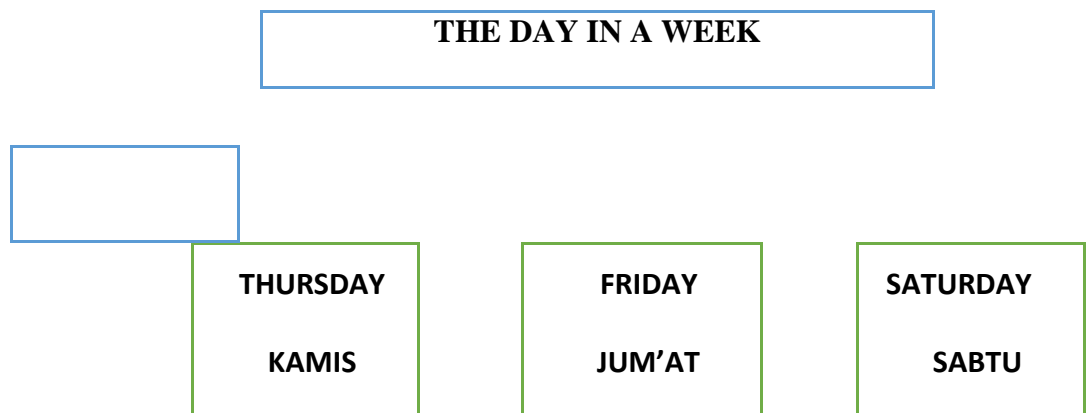 THE DAY IN A WEEK
THURSDAY
KAMIS
FRIDAY
JUM’AT
SATURDAY
SABTU